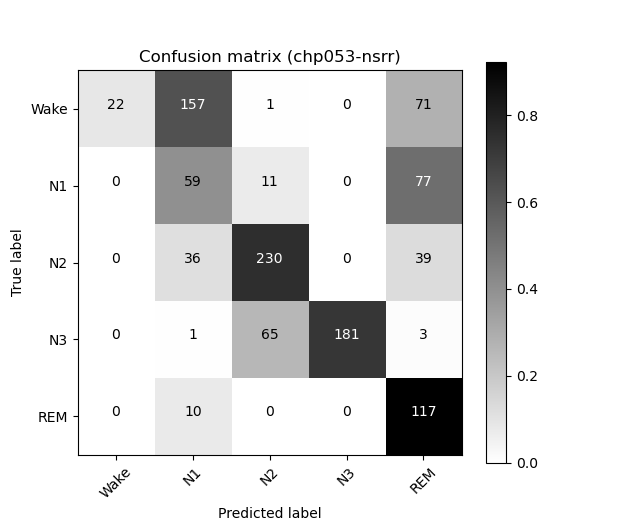 Confusion matrix (chp053-nsrr)
Wake 22 157 1 0 71
N1 0 59 11 0 77
N2 0 36 230 0 39
N3 0 1 65 181 3
REM 0 10 0 0 117
Wake N1 N2 N3 REM
Predicted label
True label
0.8
0.6
0.4
0.2
0.0